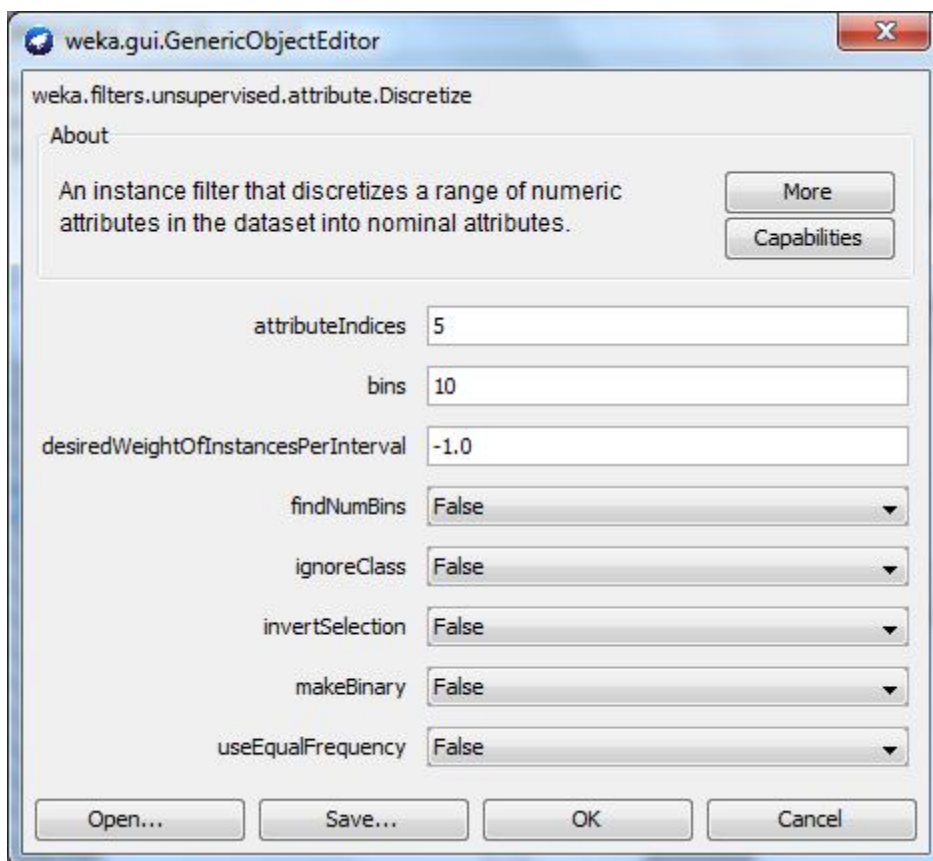 weka.gui.GenericObjectEditor
weka.filters.unsupervised.attribute.Discretize
About
An instance filter that discretizes a range of numeric
attributes in the dataset into nominal attributes.
More
Capabilities
attributeIndices 5
bins 10
desiredWeightOfInstancesPerInterval -1.0
findNumBins False
ignoreClass False
invertSelection False
makeBinary False
useEqualFrequency False
Open... Save... OK Cancel